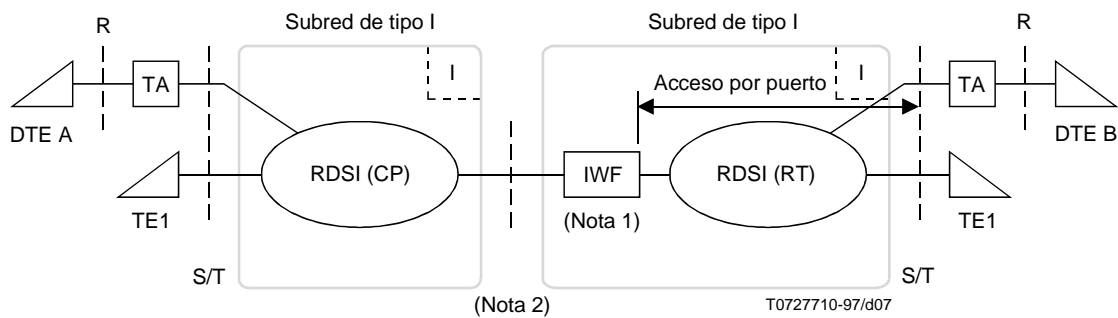 Subred de tipo I
Subred de tipo I
R
R
I
I
TA
Acceso por puerto
TA
DTE A
DTE B
RDSI (CP)
IWF
RDSI (RT)
TE1
(Nota 1)
TE1
S/T
S/T
(Nota 2)
T0727710-97/d07